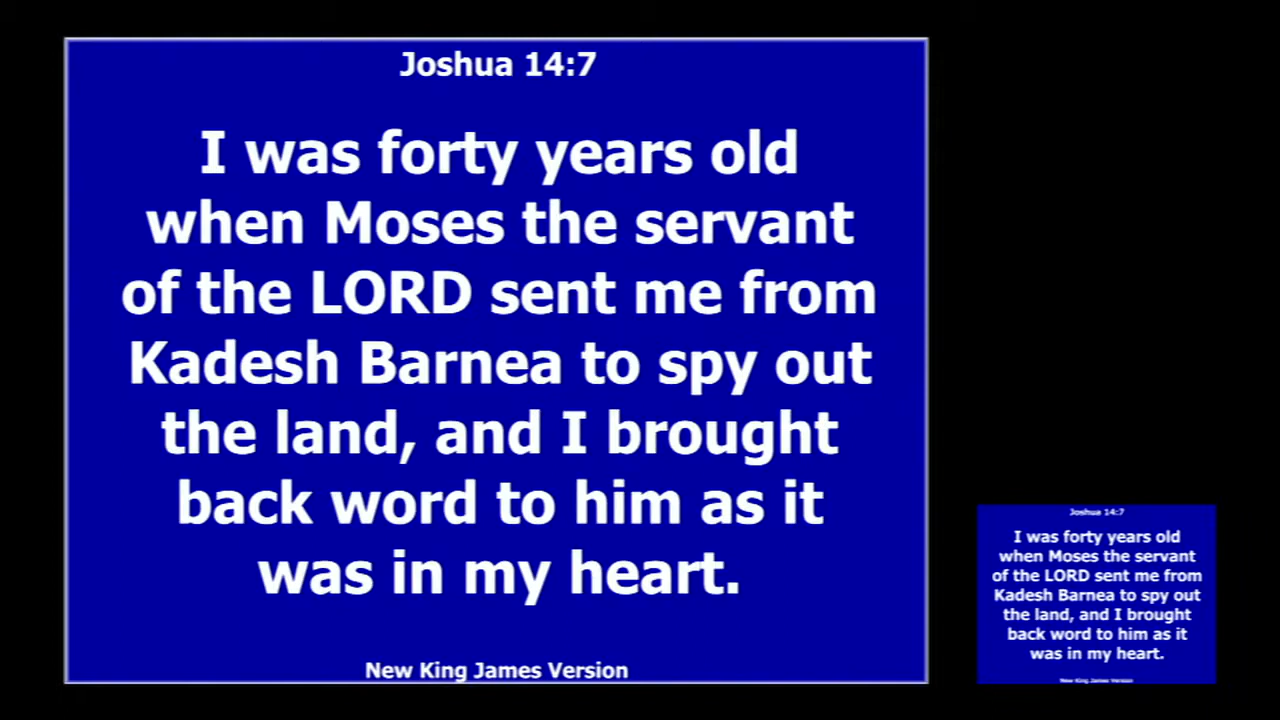 Joshua 14:7
I was forty years old
when Moses the servant
of the LORD sent me from
Kadesh Barnea to spy out
the land, and I brought
back word to him as it
was in my heart.
New King James Version
Joshua 14:7
I was forty years old
when Moses the servant
of the LORD sent me from
Kadesh Barnea to spy out
the land, and I brought
back word to him as it
was in my heart.
New King James Version